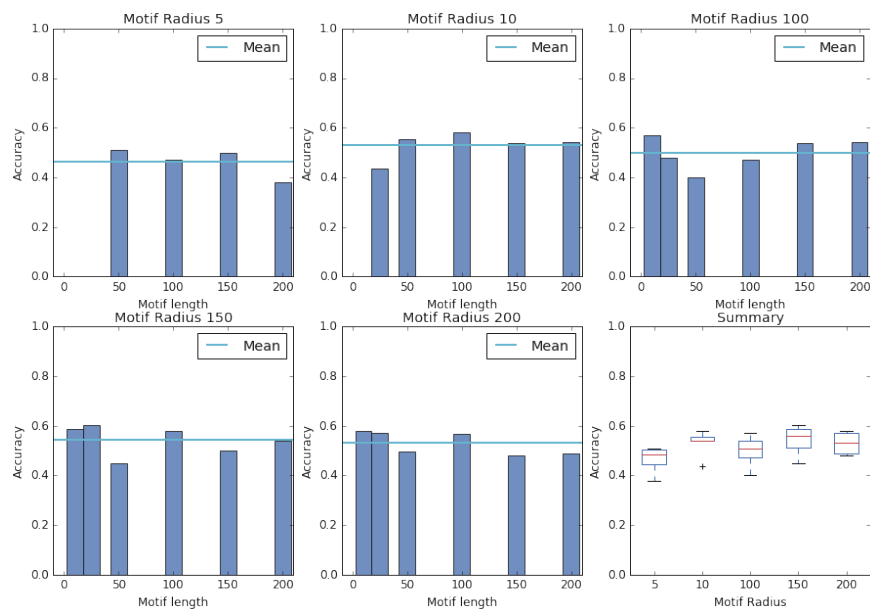 Motif Radius 5
Mean
Accuracy
1.0
0.8
0.6
0.4
0.2
0.0
0 50 100 150 200
Motif length
Motif Radius 10
Mean
Accuracy
1.0
0.8
0.6
0.4
0.2
0.0
0 50 100 150 200
Motif length
Motif Radius 100
Mean
Accuracy
1.0
0.8
0.6
0.4
0.2
0.0
0 50 100 150 200
Motif length
Motif Radius 150
Mean
Accuracy
1.0
0.8
0.6
0.4
0.2
0.0
0 50 100 150 200
Motif length
Motif Radius 200
Mean
Accuracy
1.0
0.8
0.6
0.4
0.2
0.0
0 50 100 150 200
Motif length
Summary
Accuracy
1.0
0.8
0.6
0.4
0.2
0.0
5 10 100 150 200
Motif Radius